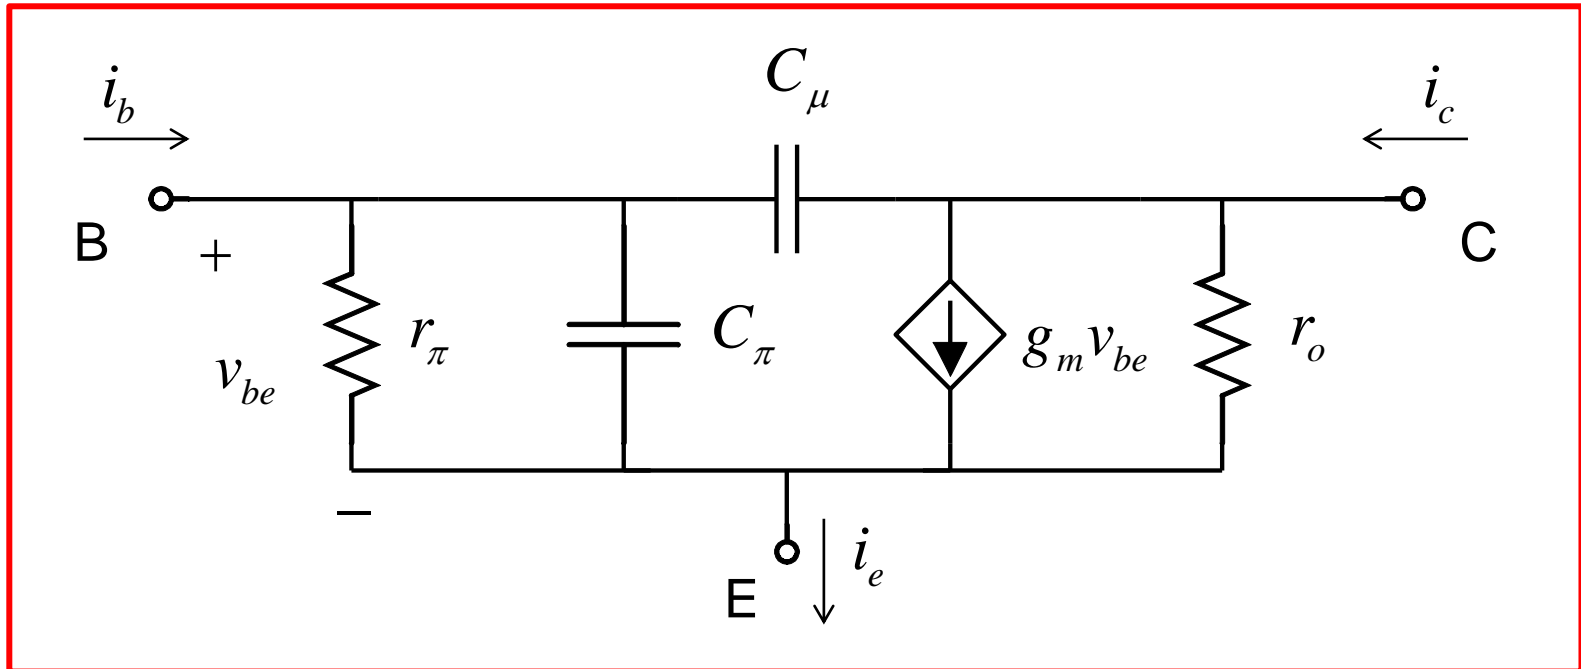 C_μ
i_b
i_c
B
+
C
r_π
C_π
g_m v_be
r_o
v_be
−
i_e
E